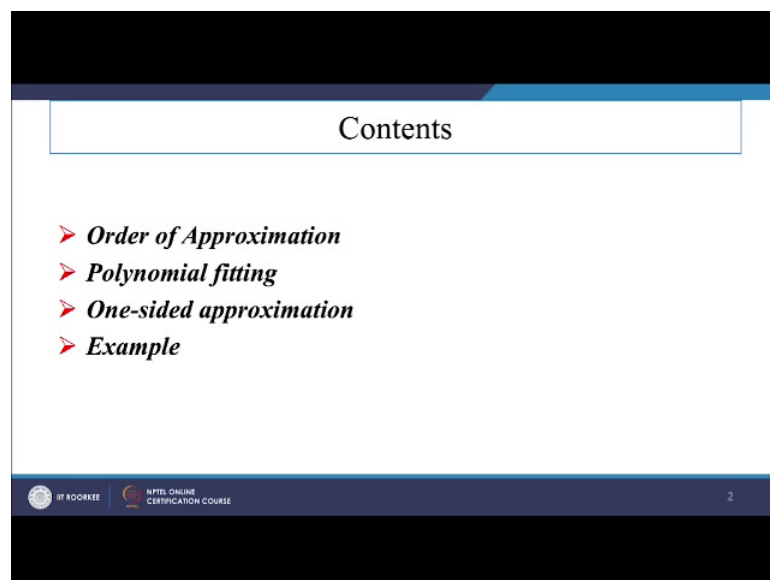 Contents
Order of Approximation
Polynomial fitting
One-sided approximation
Example
IIT ROORKEE
NPTEL ONLINE
CERTIFICATION COURSE
2